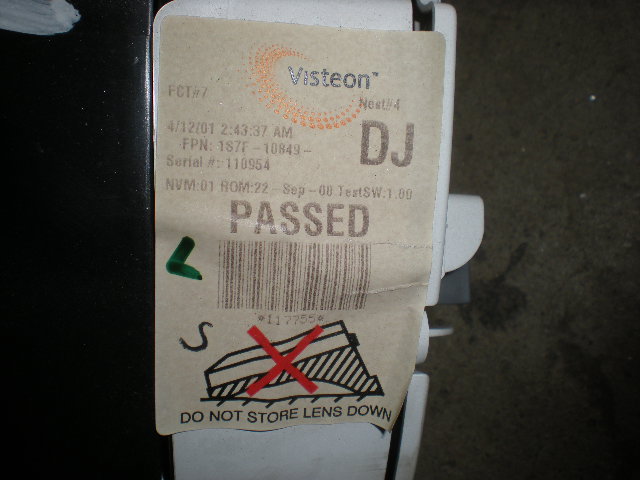 Visteon™
FCT#7
Nest#4
4/12/01 2:43:37 AM
DJ
FPN: 1S7F-10849-
Serial #: 110954
NVM:01 ROM:22-Sep-00 TestSW:1.00
PASSED
L
*117755*
S
DO NOT STORE LENS DOWN